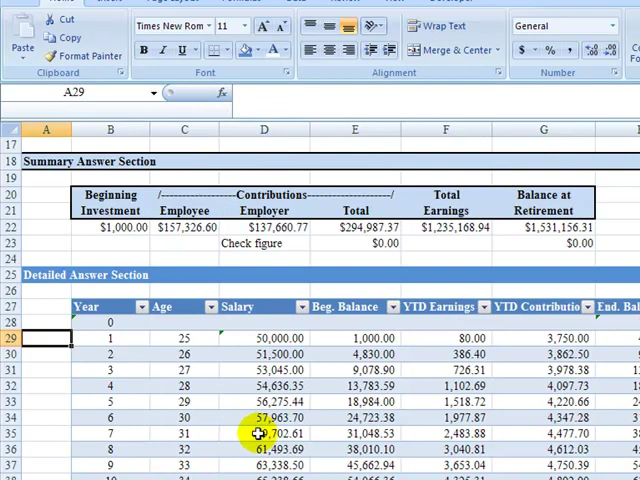 Cut
Times New Rom 11 A A
Wrap Text
General
Paste
Copy
Format Painter
B I U A
Merge & Center
$ % ,
Clipboard
Font
Alignment
Number
A29
fx
A B C D E F G
17
18 Summary Answer Section
19
20 Beginning /-------------------Contributions--------------------/ Total Balance at
21 Investment Employee Employer Total Earnings Retirement
22 $1,000.00 $157,326.60 $137,660.77 $294,987.37 $1,235,168.94 $1,531,156.31
23 Check figure $0.00 $0.00
24
25 Detailed Answer Section
26
27 Year Age Salary Beg. Balance YTD Earnings YTD Contributio End. Bala
28 0
29 1 25 50,000.00 1,000.00 80.00 3,750.00
30 2 26 51,500.00 4,830.00 386.40 3,862.50
31 3 27 53,045.00 9,078.90 726.31 3,978.38
32 4 28 54,636.35 13,783.59 1,102.69 4,097.73
33 5 29 56,275.44 18,984.00 1,518.72 4,220.66
34 6 30 57,963.70 24,723.38 1,977.87 4,347.28
35 7 31 9,702.61 31,048.53 2,483.88 4,477.70
36 8 32 61,493.69 38,010.10 3,040.81 4,612.03
37 9 33 63,338.50 45,662.94 3,653.04 4,750.39